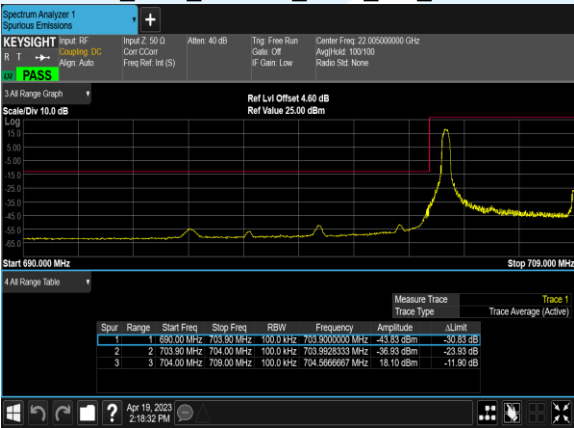 Spectrum Analyzer 1
Spurious Emissions
+
KEYSIGHT Input: RF Input Z: 50 Ω Atten: 40 dB Trig: Free Run Center Freq: 22.005000000 GHz
R T Coupling: DC Corr CCorr Gate: Off Avg|Hold: 100/100
Align: Auto Freq Ref: Int (S) IF Gain: Low Radio Std: None
PASS
3 All Range Graph
Ref Lvl Offset 4.60 dB
Scale/Div 10.0 dB Ref Value 25.00 dBm
Log
15.0
5.00
-5.00
-15.0
-25.0
-35.0
-45.0
-55.0
-65.0
Start 690.000 MHz Stop 709.000 MHz
4 All Range Table
Measure Trace Trace 1
Trace Type Trace Average (Active)
Spur Range Start Freq Stop Freq RBW Frequency Amplitude ΔLimit
1 1 690.00 MHz 703.90 MHz 100.0 kHz 703.9000000 MHz -43.83 dBm -30.83 dB
2 2 703.90 MHz 704.00 MHz 100.0 kHz 703.9928333 MHz -36.93 dBm -23.93 dB
3 3 704.00 MHz 709.00 MHz 100.0 kHz 704.5666667 MHz 18.10 dBm -11.90 dB
? Apr 19, 2023
2:18:32 PM